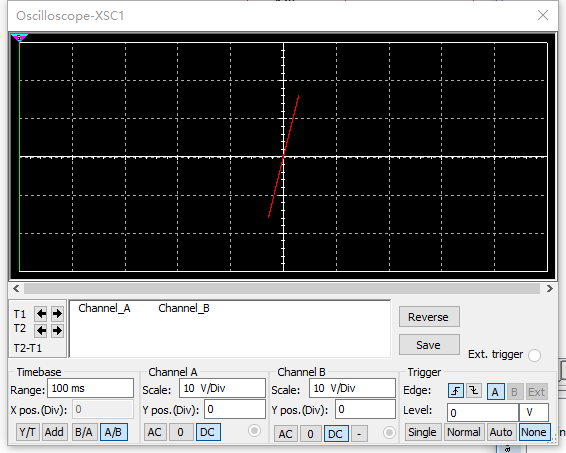 Oscilloscope-XSC1
T1
T2
T2-T1
Channel_A Channel_B
Reverse
Save
Ext. trigger
Timebase
Range: 100 ms
X pos.(Div): 0
Y/T Add B/A A/B
Channel A
Scale: 10 V/Div
Y pos.(Div): 0
AC 0 DC
Channel B
Scale: 10 V/Div
Y pos.(Div): 0
AC 0 DC -
Trigger
Edge: A B Ext
Level: 0 V
Single Normal Auto None